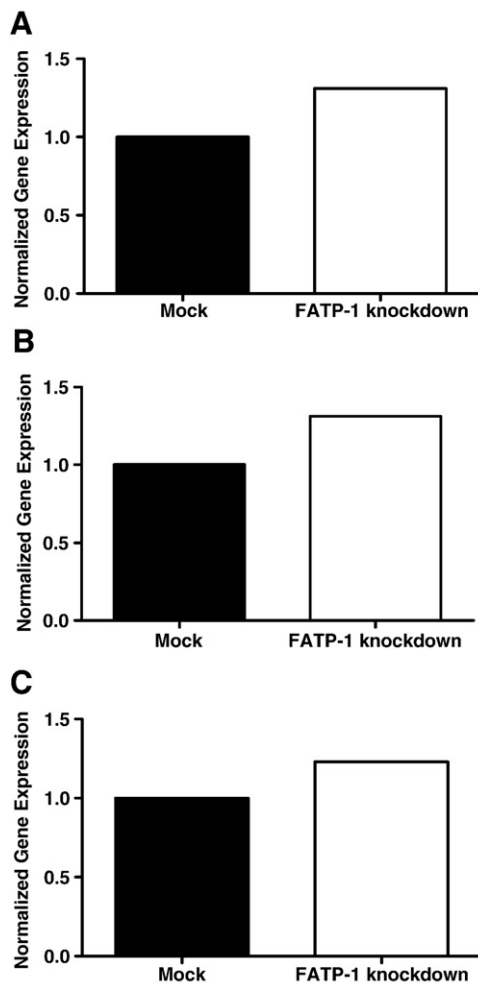 A
Normalized Gene Expression
1.5
1.0
0.5
0.0
Mock FATP-1 knockdown
B
Normalized Gene Expression
1.5
1.0
0.5
0.0
Mock FATP-1 knockdown
C
Normalized Gene Expression
1.5
1.0
0.5
0.0
Mock FATP-1 knockdown